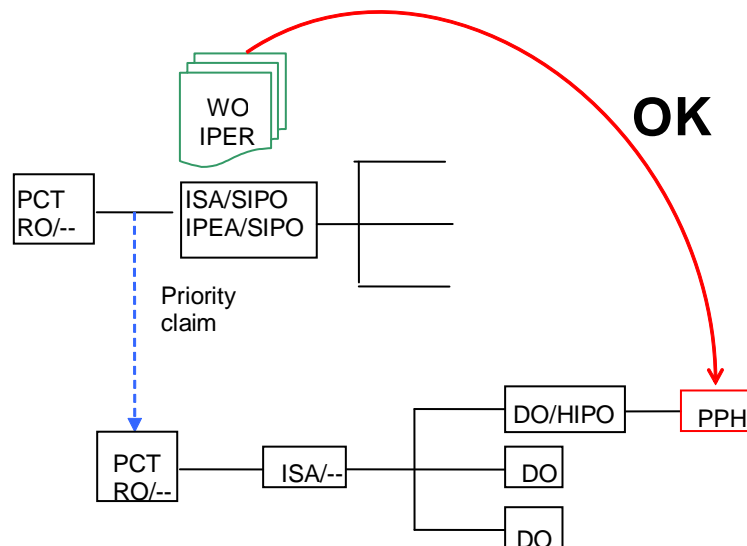 WO
IPER
OK
PCT
RO/--
ISA/SIPO
IPEA/SIPO
Priority
claim
DO/HIPO
PPH
PCT
RO/--
ISA/--
DO
DO